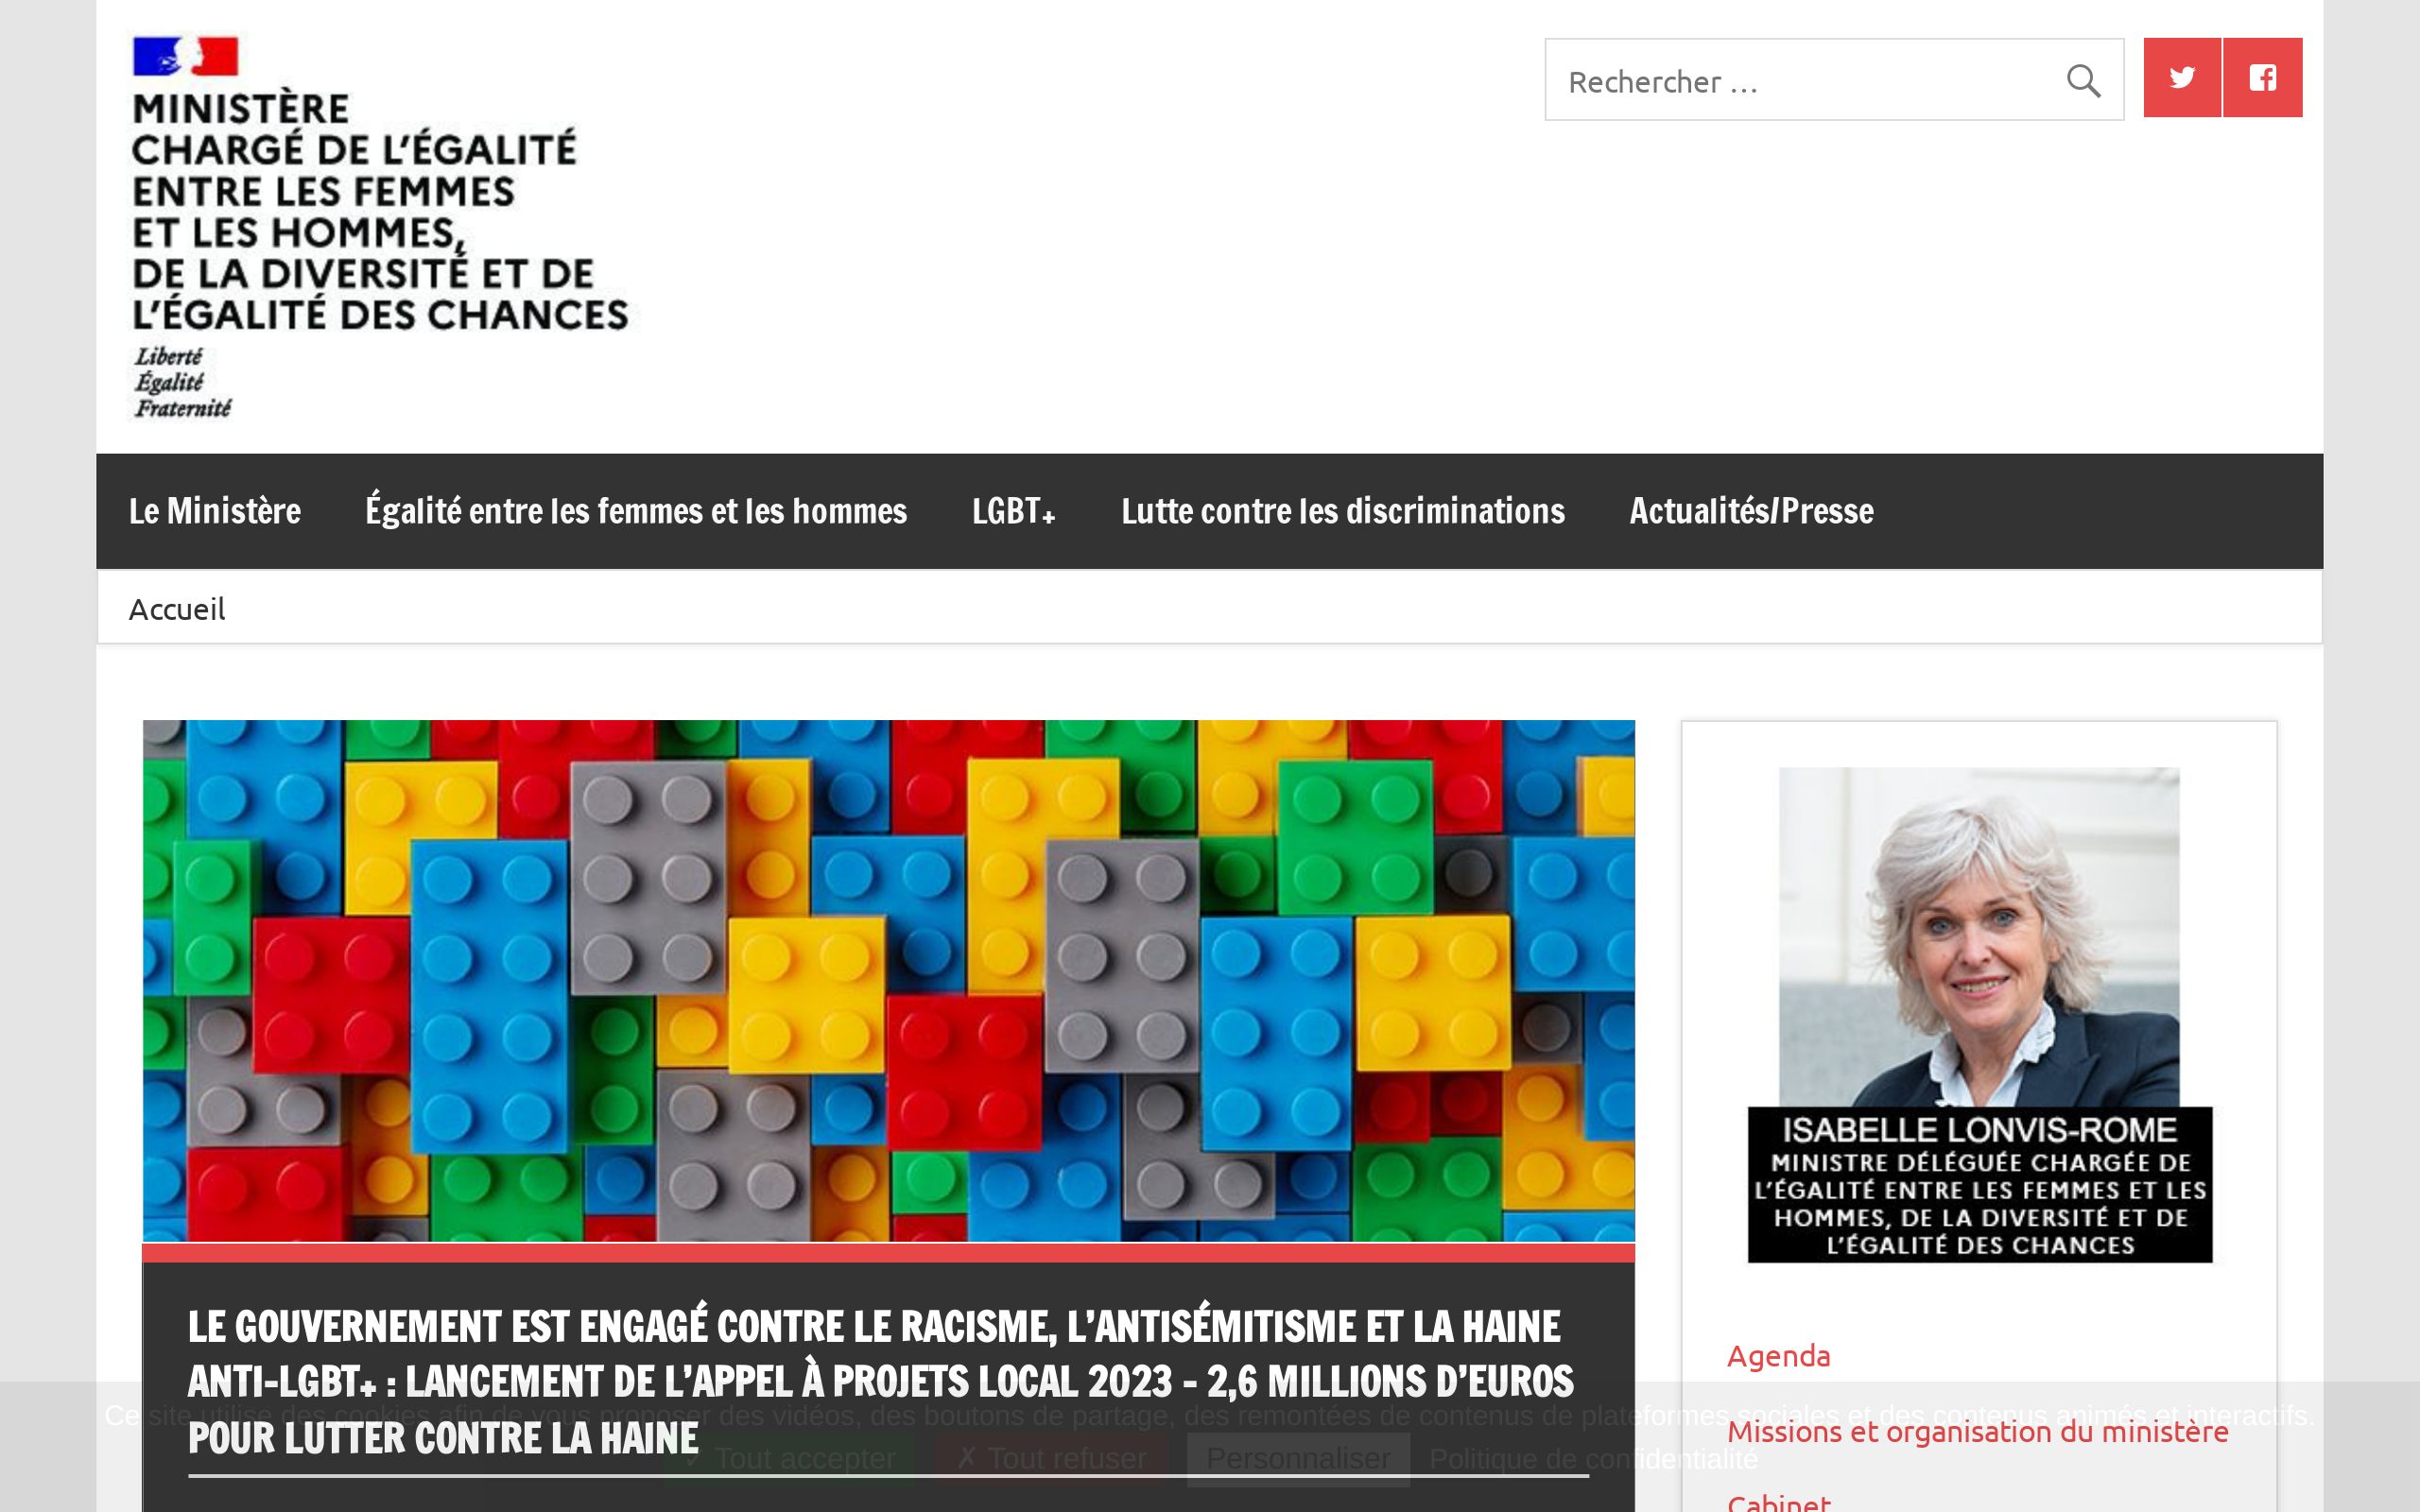 MINISTÈRE
CHARGÉ DE L'ÉGALITÉ
ENTRE LES FEMMES
ET LES HOMMES,
DE LA DIVERSITÉ ET DE
L'ÉGALITÉ DES CHANCES
Liberté
Égalité
Fraternité
Rechercher …
Le Ministère Égalité entre les femmes et les hommes LGBT+ Lutte contre les discriminations Actualités/Presse
Accueil
ISABELLE LONVIS-ROME
MINISTRE DÉLÉGUÉE CHARGÉE DE
L'ÉGALITÉ ENTRE LES FEMMES ET LES
HOMMES, DE LA DIVERSITÉ ET DE
L'ÉGALITÉ DES CHANCES
LE GOUVERNEMENT EST ENGAGÉ CONTRE LE RACISME, L'ANTISÉMITISME ET LA HAINE
ANTI-LGBT+ : LANCEMENT DE L'APPEL À PROJETS LOCAL 2023 - 2,6 MILLIONS D'EUROS
POUR LUTTER CONTRE LA HAINE
Agenda
Missions et organisation du ministère
Cabinet
Ce site utilise des cookies afin de vous proposer des vidéos, des boutons de partage, des remontées de contenus de plateformes sociales et des contenus animés et interactifs.
✓ Tout accepter ✗ Tout refuser Personnaliser Politique de confidentialité